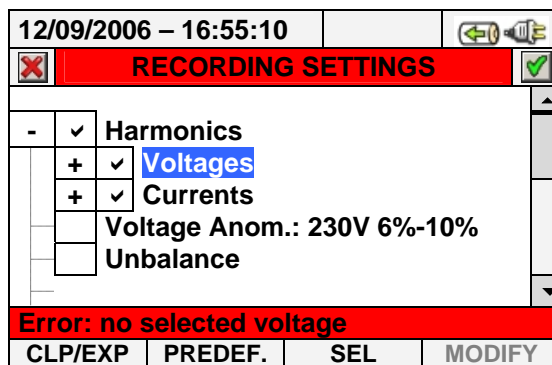 12/09/2006 – 16:55:10
RECORDING SETTINGS
- Harmonics
+ Voltages
+ Currents
Voltage Anom.: 230V 6%-10%
Unbalance
Error: no selected voltage
CLP/EXP PREDEF. SEL MODIFY